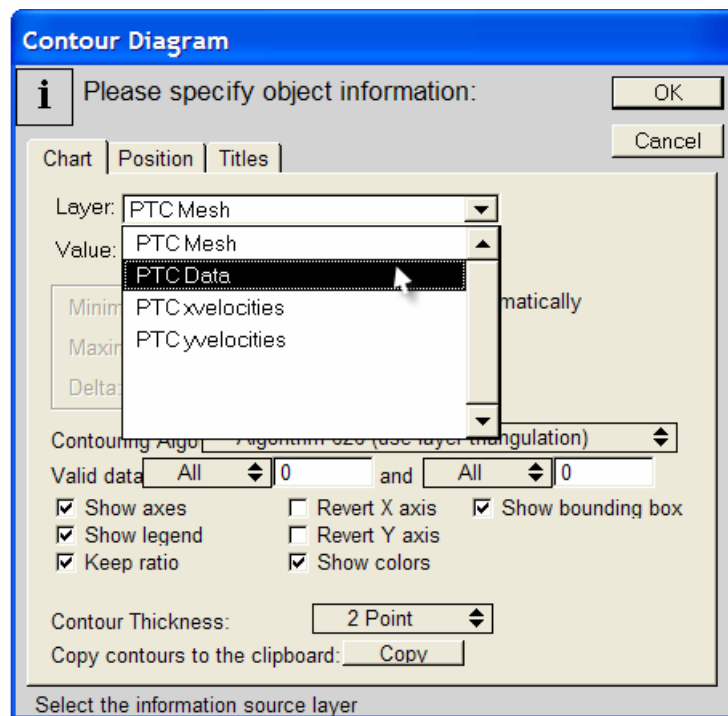 Contour Diagram
i Please specify object information:
OK
Cancel
Chart Position Titles
Layer: PTC Mesh
Value: PTC Mesh
PTC Data
PTC xvelocities
PTC yvelocities
matically
Delta:
Contouring Algo
Valid data All 0 and All 0
Show axes Revert X axis Show bounding box
Show legend Revert Y axis
Keep ratio Show colors
Contour Thickness: 2 Point
Copy contours to the clipboard: Copy
Select the information source layer